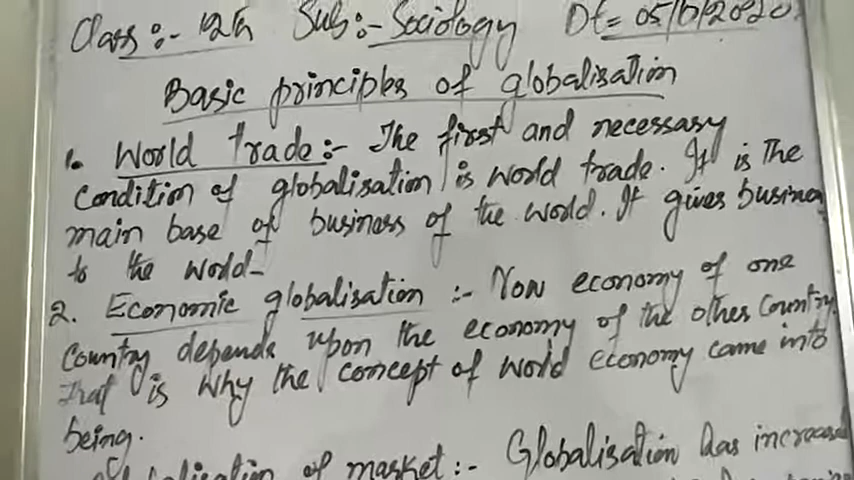 Class :- 12th Sub :- Sociology Dt = 05/6/2020
Basic principles of globalisation
1. World trade :- The first and necessary
condition of globalisation is world trade. It is The
main base of business of the world. It gives business
to the world-
2. Economic globalisation :- Now economy of one
Country depends upon the economy of the other Country.
That is why the concept of world economy came into
being.
of market :- Globalisation has increased